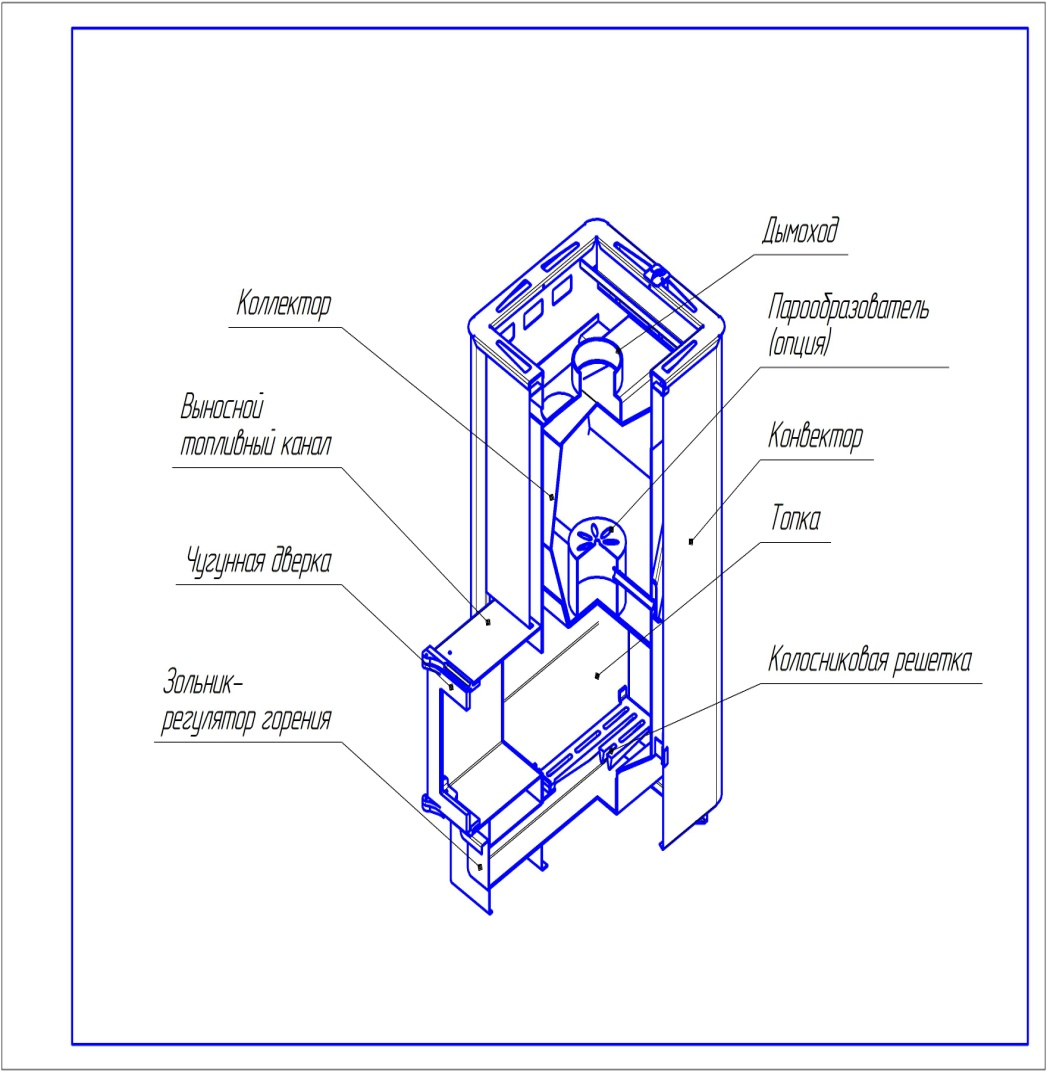 Дымоход
Коллектор
Парообразователь
(опция)
Выносной
топливный канал
Конвектор
Топка
Чугунная дверка
Колосниковая решетка
Зольник-
регулятор горения